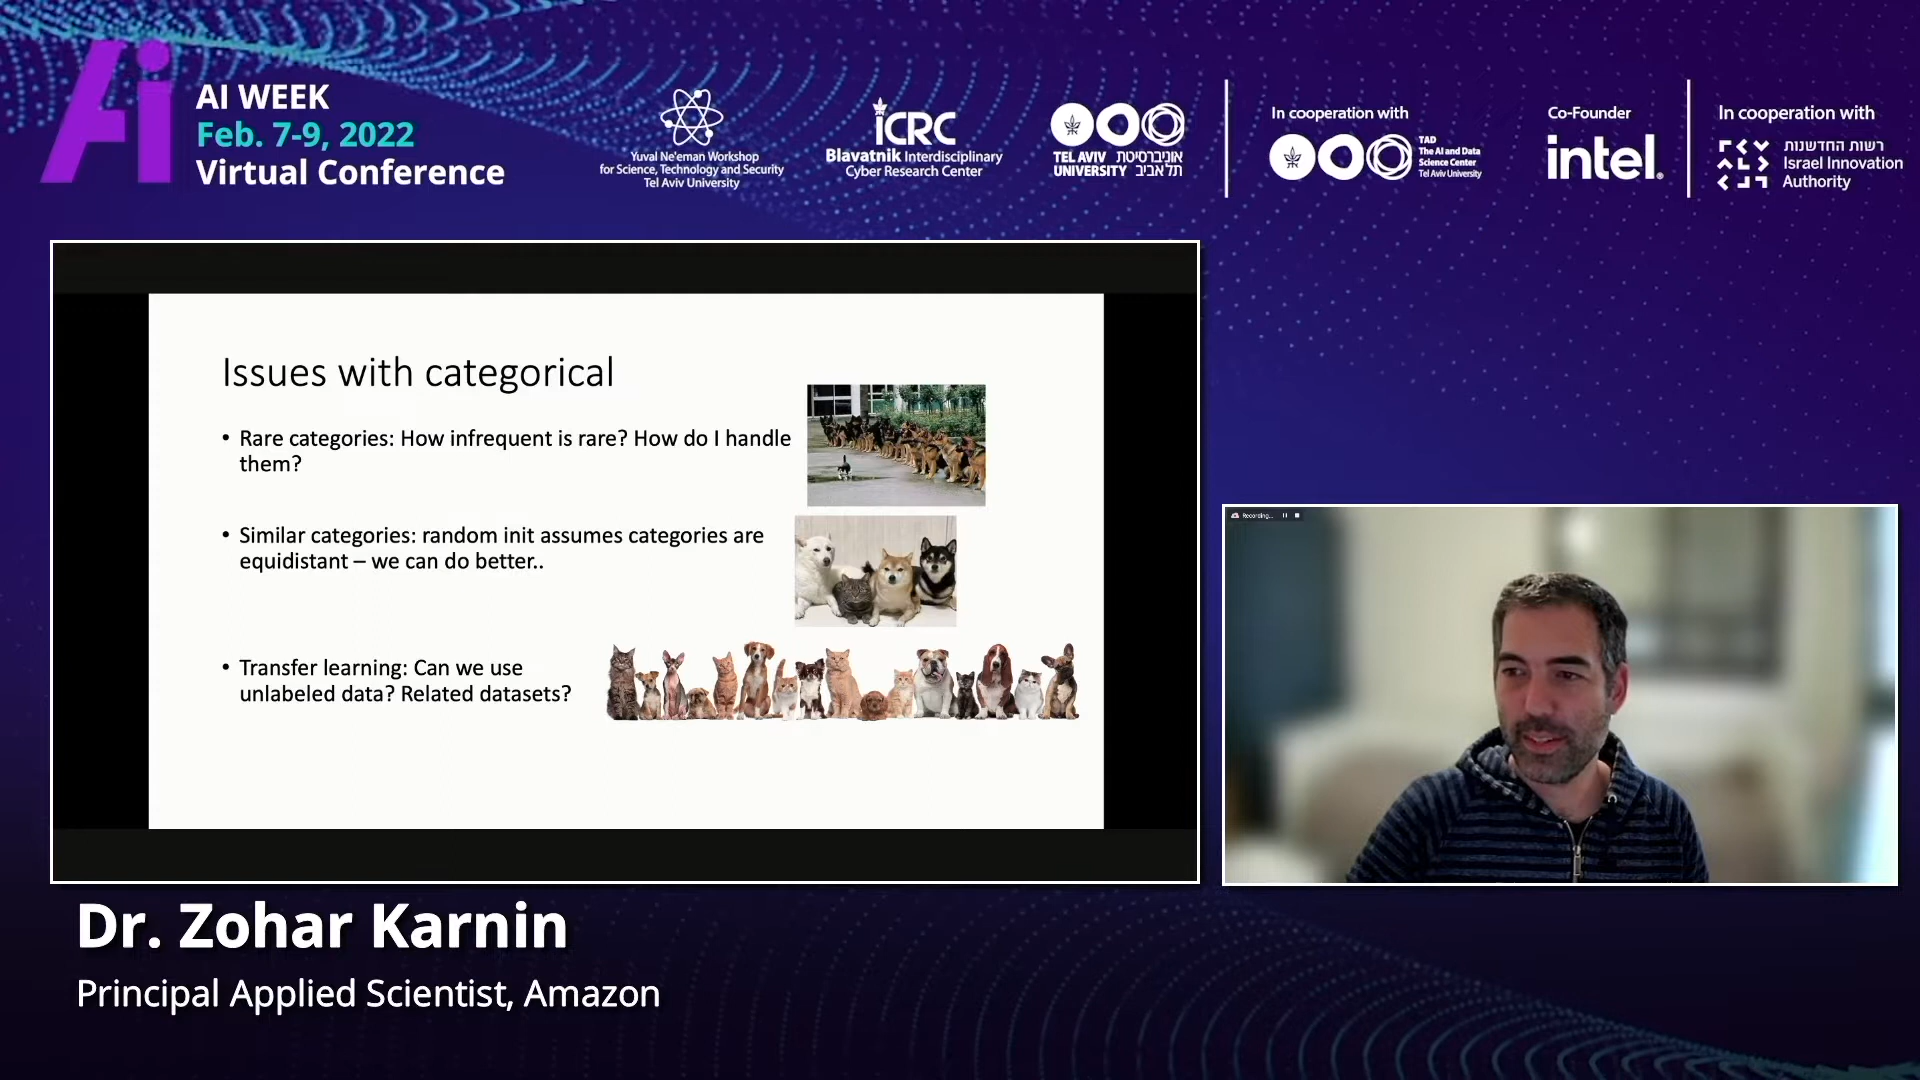 Ai
AI WEEK
Feb. 7-9, 2022
Virtual Conference
Yuval Ne'eman Workshop
for Science, Technology and Security
Tel Aviv University
iCRC
Blavatnik Interdisciplinary
Cyber Research Center
TEL AVIV אוניברסיטת
UNIVERSITY תל אביב
In cooperation with
TAD
The AI and Data
Science Center
Tel Aviv University
Co-Founder
intel.
In cooperation with
רשות החדשנות
Israel Innovation
Authority
Issues with categorical
• Rare categories: How infrequent is rare? How do I handle
them?
• Similar categories: random init assumes categories are
equidistant – we can do better..
• Transfer learning: Can we use
unlabeled data? Related datasets?
Recording...
Dr. Zohar Karnin
Principal Applied Scientist, Amazon